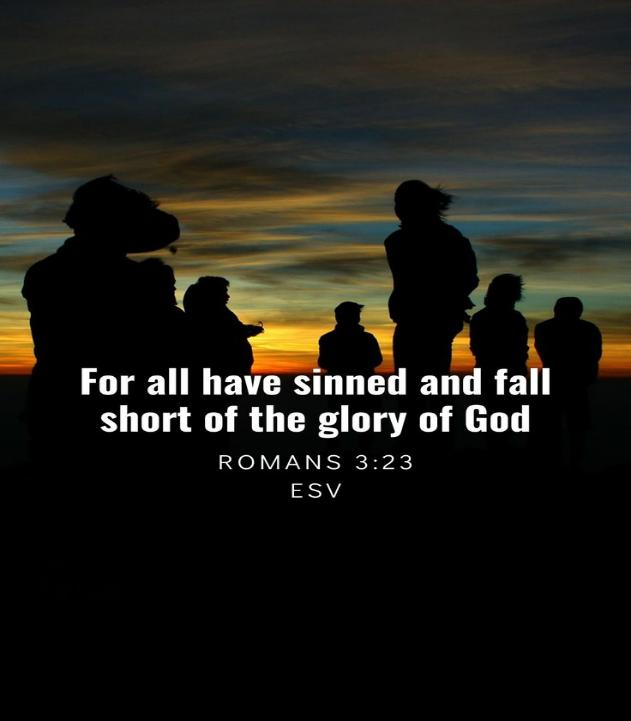 For all have sinned and fall
short of the glory of God
ROMANS 3:23
ESV